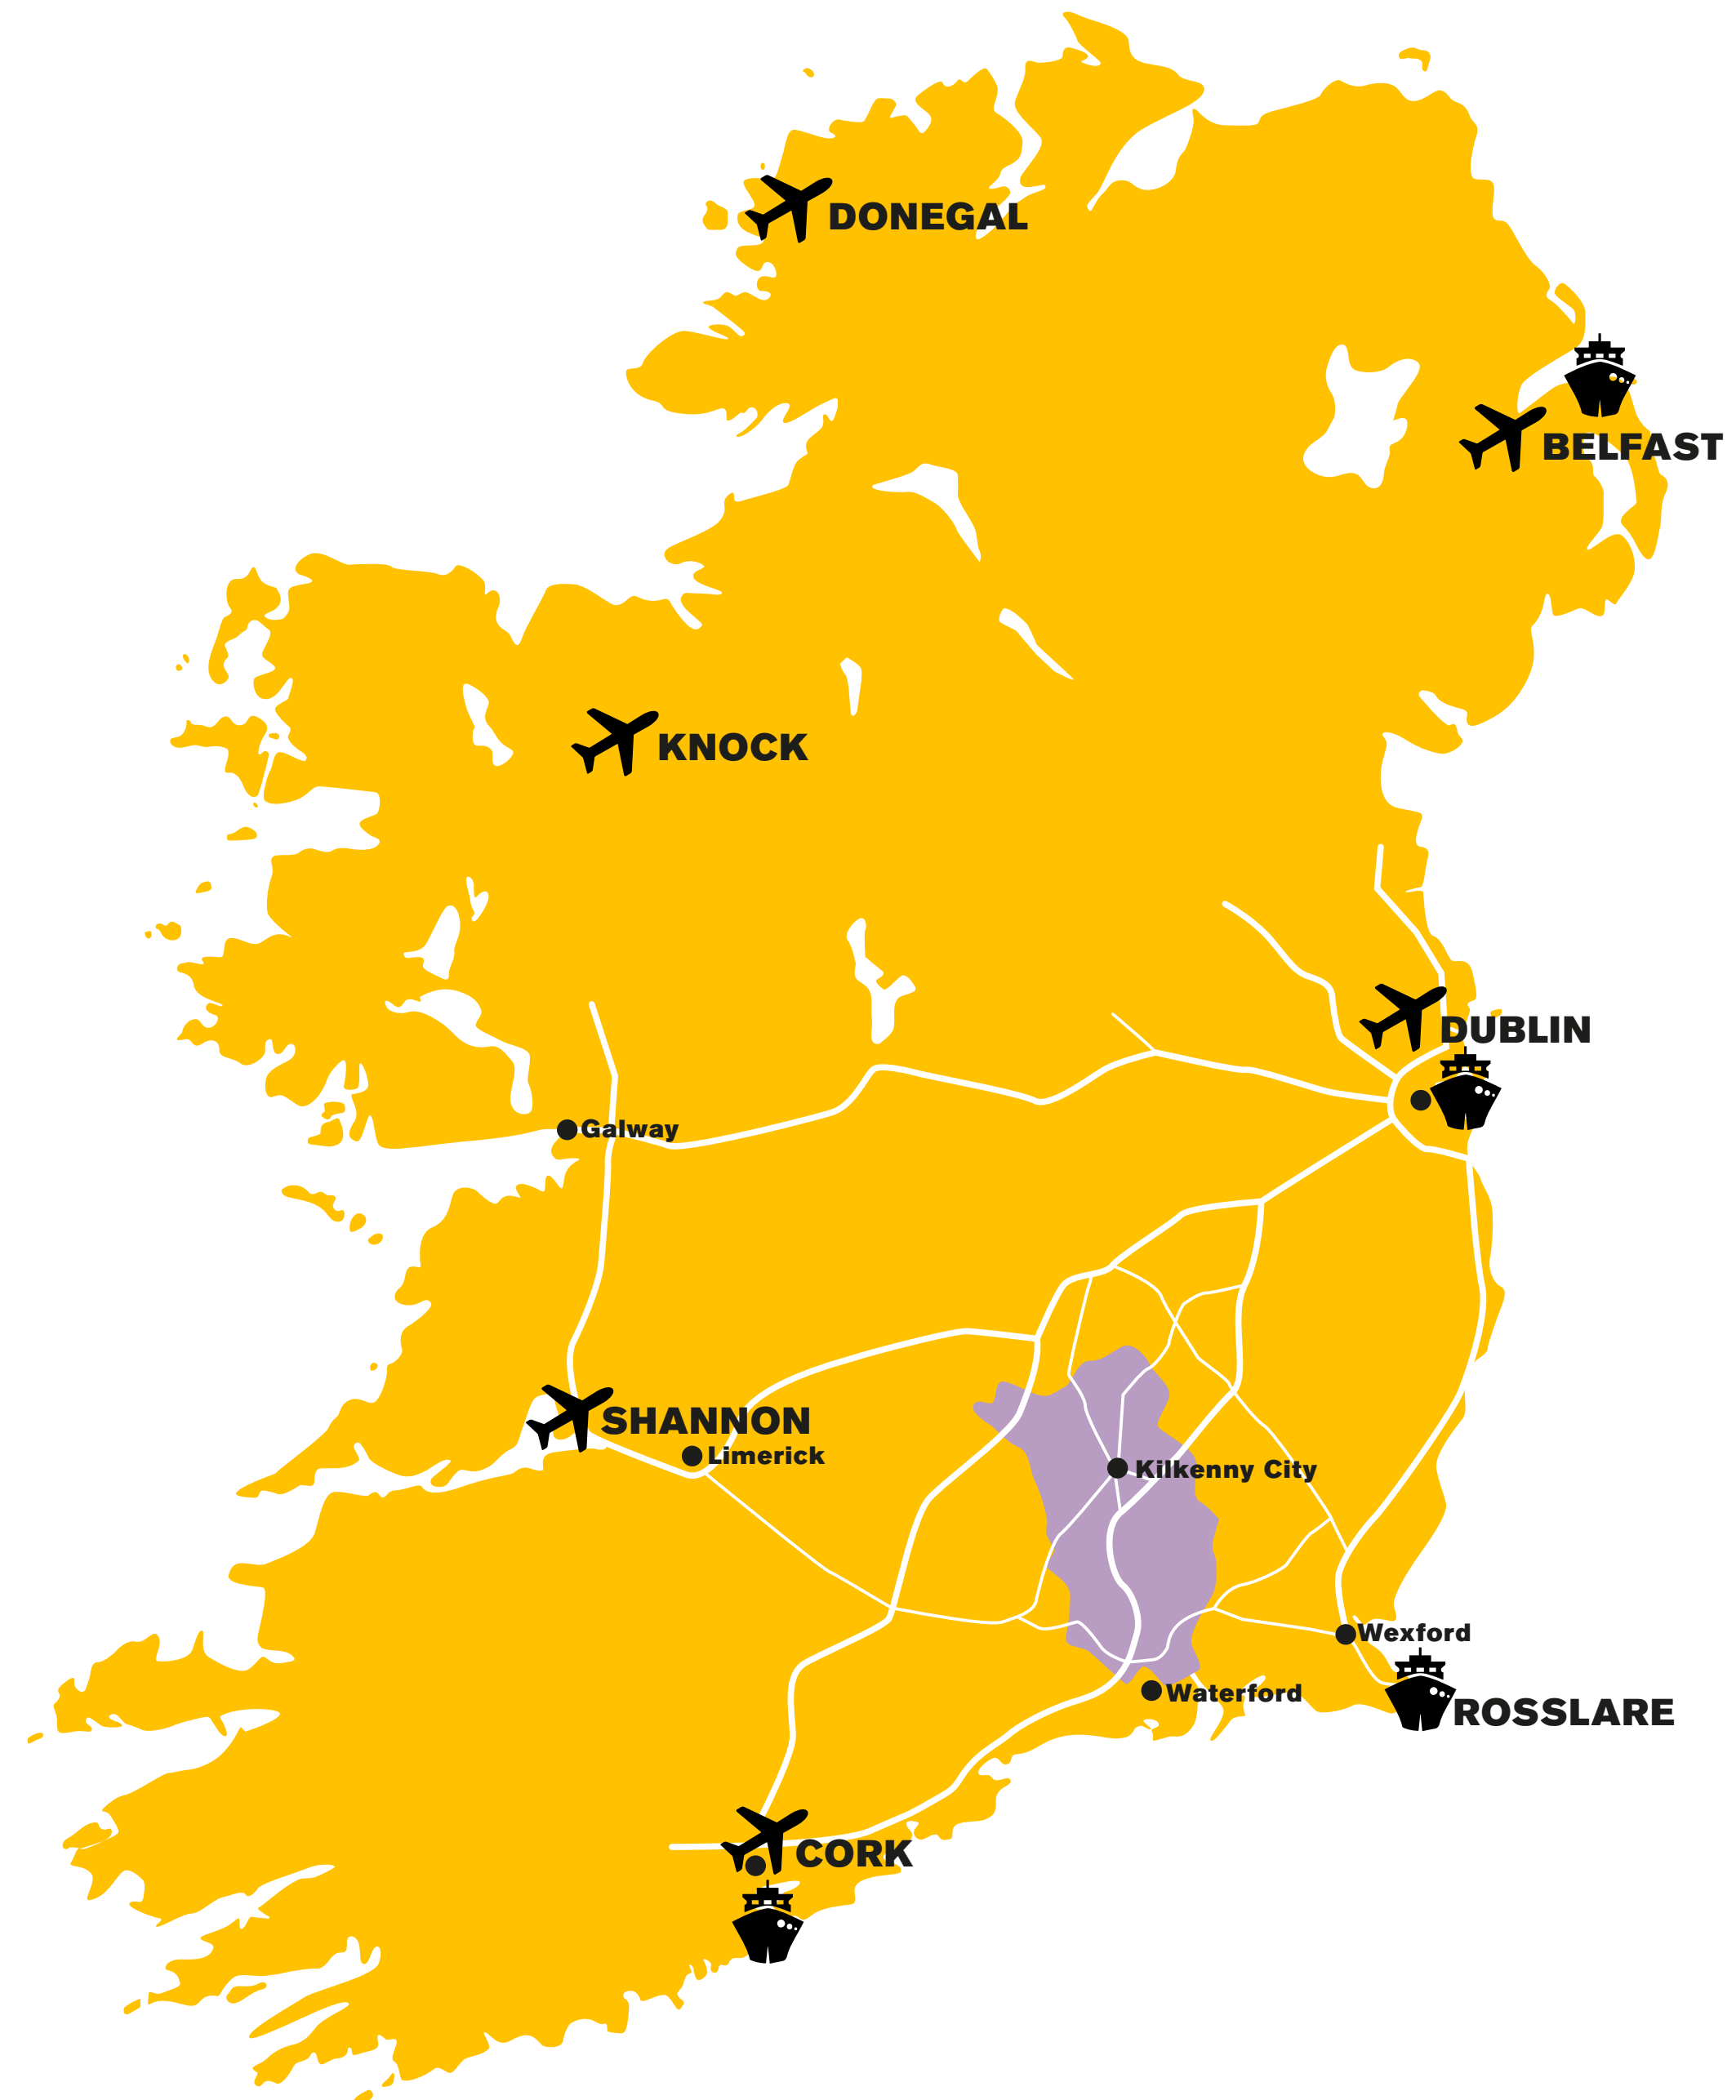 DONEGAL
BELFAST
KNOCK
DUBLIN
Galway
SHANNON
Limerick
Kilkenny City
Wexford
Waterford
ROSSLARE
CORK